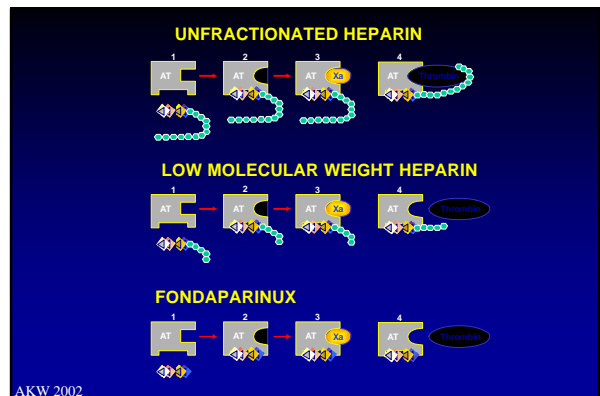 UNFRACTIONATED HEPARIN
1 2 3 4
AT AT AT Xa AT Thrombin
LOW MOLECULAR WEIGHT HEPARIN
1 2 3 4
AT AT AT Xa AT Thrombin
FONDAPARINUX
1 2 3 4
AT AT AT Xa AT Thrombin
AKW 2002